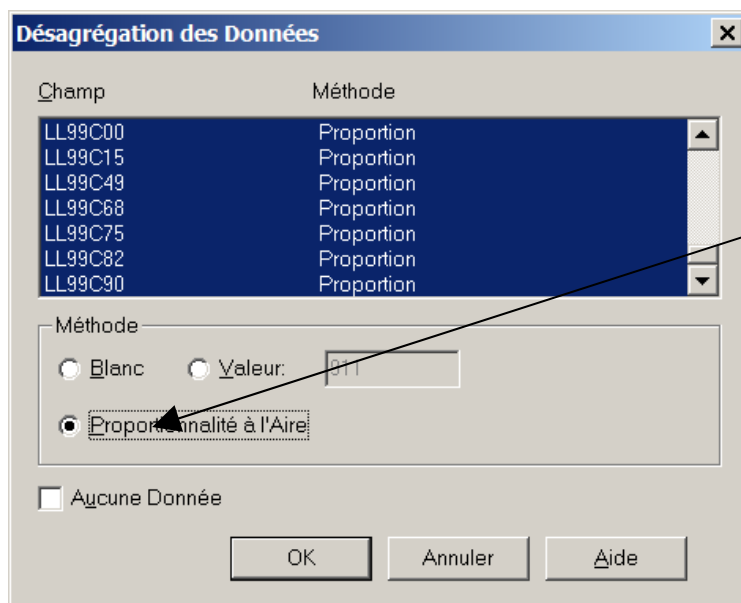 Désagrégation des Données
Champ Méthode
LL99C00 Proportion
LL99C15 Proportion
LL99C49 Proportion
LL99C68 Proportion
LL99C75 Proportion
LL99C82 Proportion
LL99C90 Proportion
Méthode
Blanc Valeur: 911
Proportionnalité à l'Aire
Aucune Donnée
OK Annuler Aide